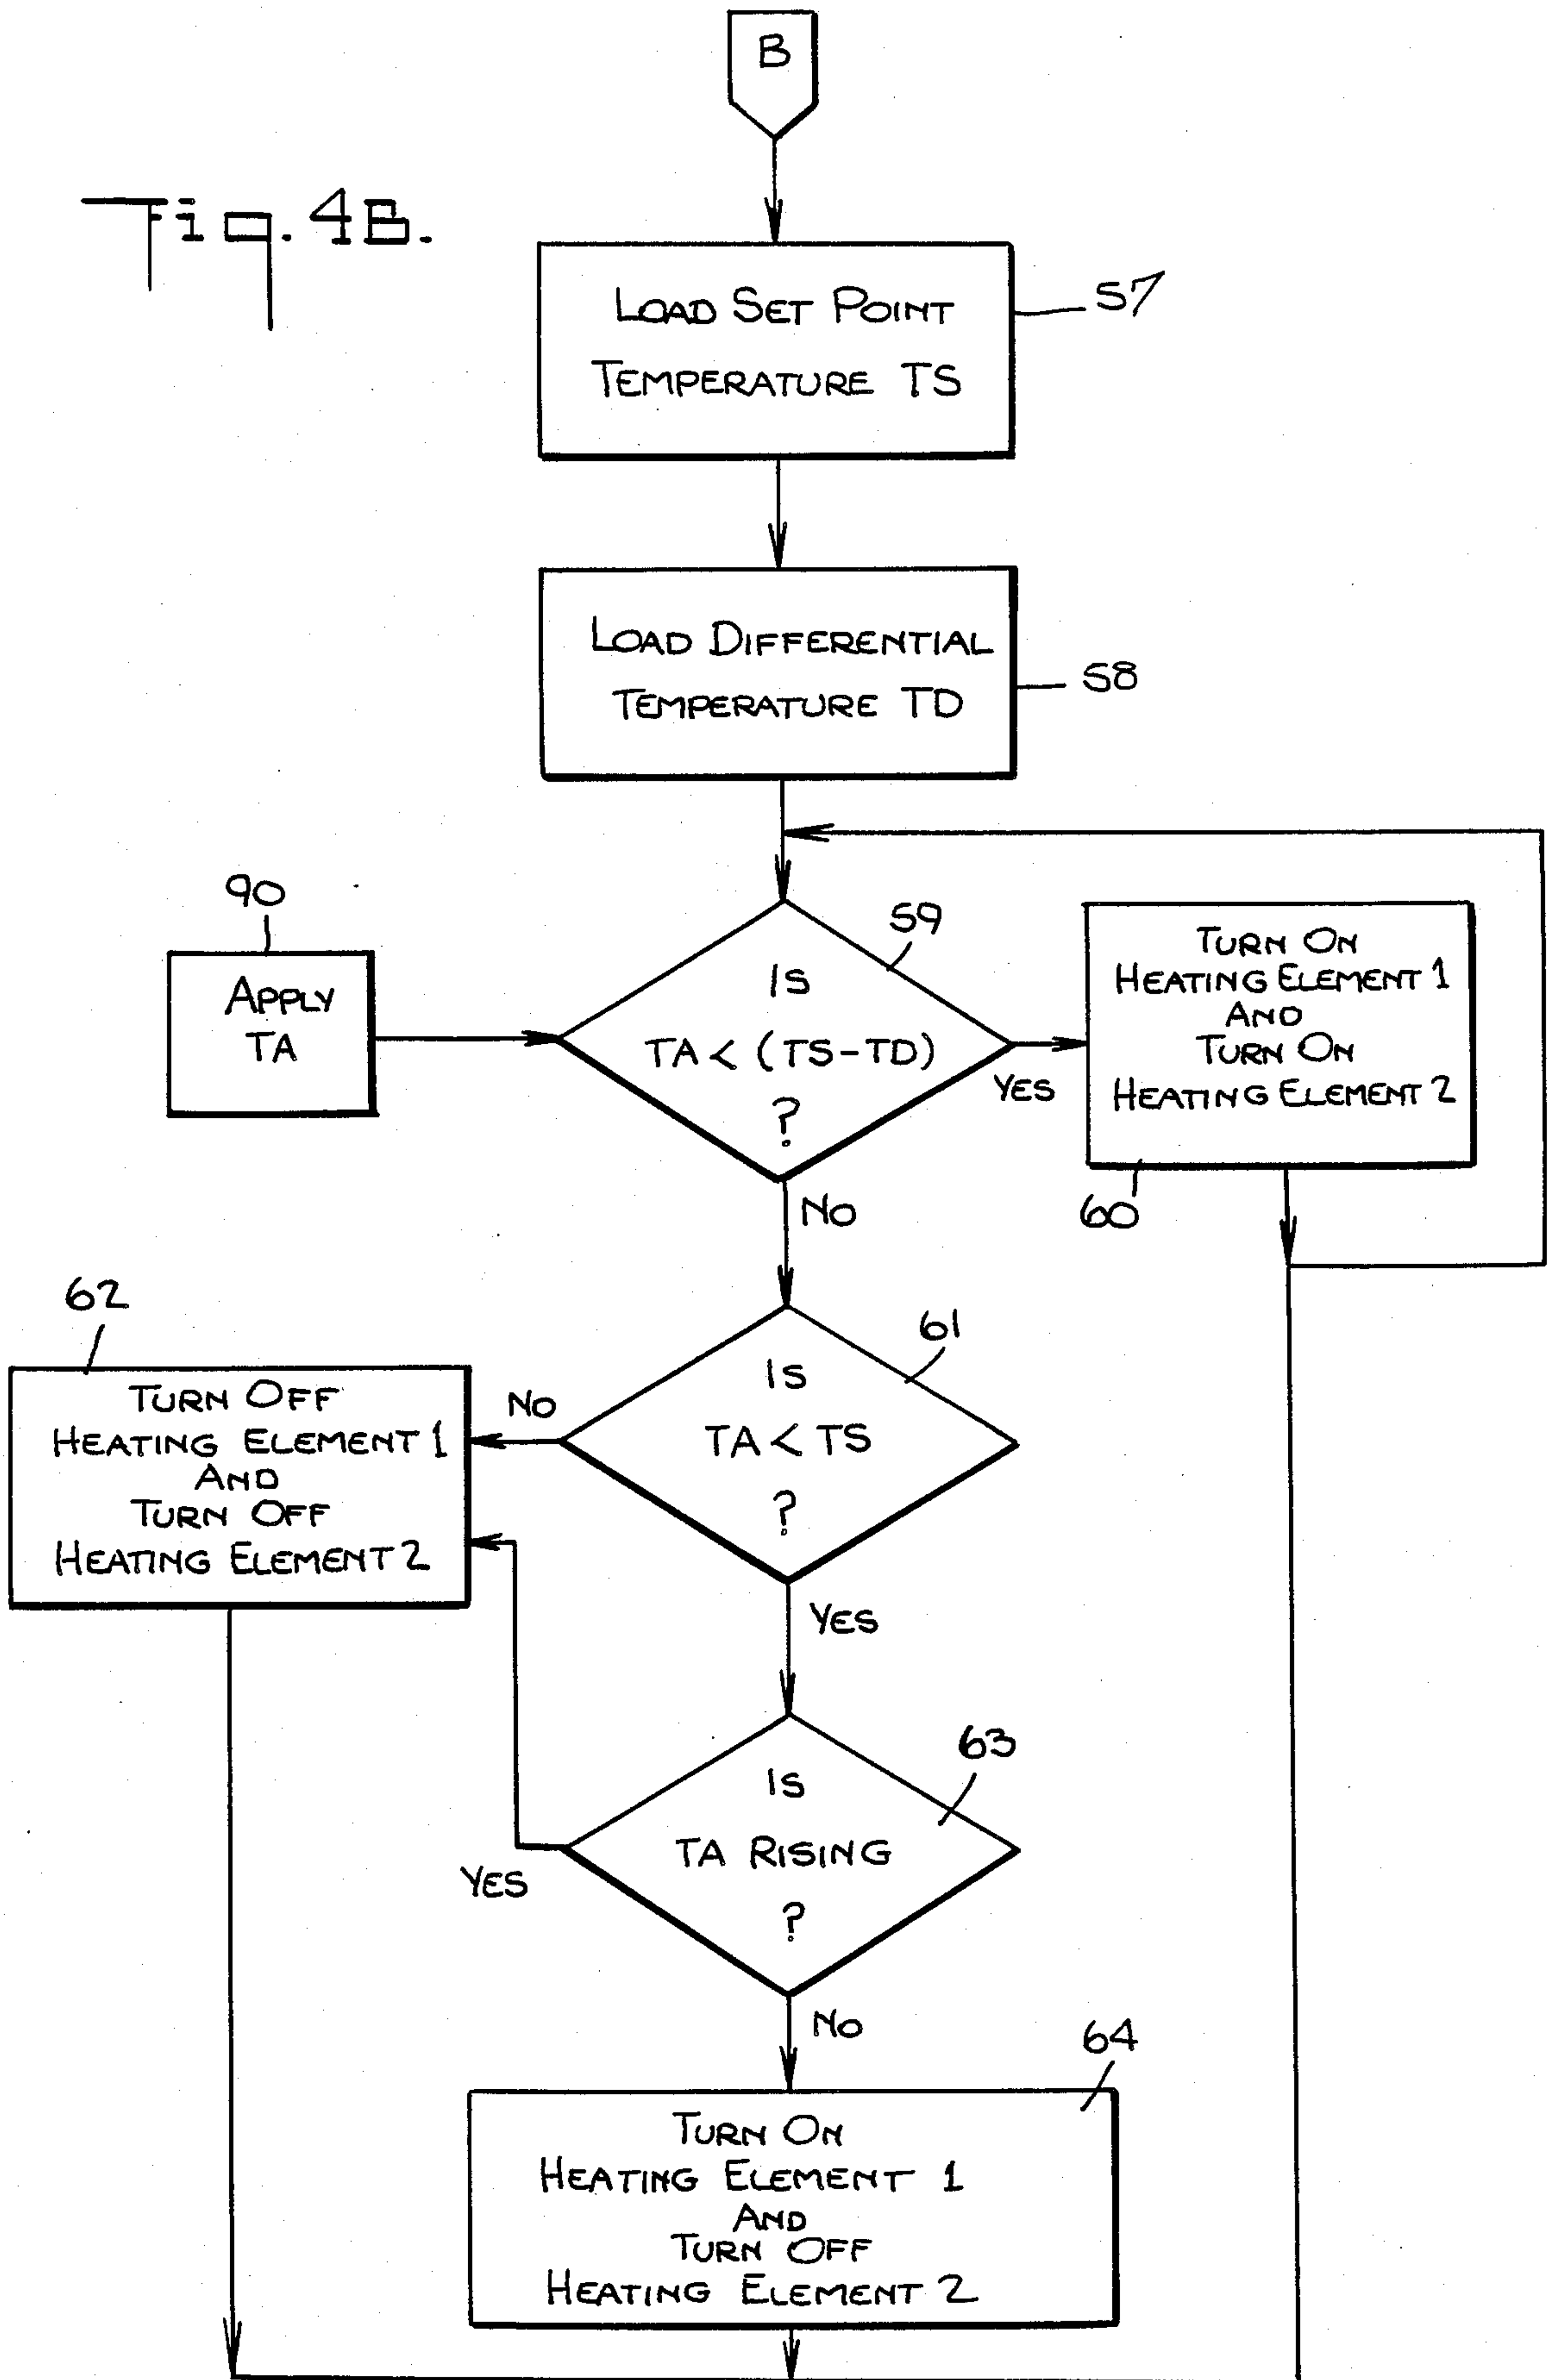 B
Fig. 4B.
LOAD SET POINT
TEMPERATURE TS
57
LOAD DIFFERENTIAL
TEMPERATURE TD
58
90
APPLY
TA
59
IS
TA < (TS-TD)
?
YES
NO
TURN ON
HEATING ELEMENT 1
AND
TURN ON
HEATING ELEMENT 2
60
62
TURN OFF
HEATING ELEMENT 1
AND
TURN OFF
HEATING ELEMENT 2
NO
61
IS
TA < TS
?
YES
63
IS
TA RISING
?
YES
NO
64
TURN ON
HEATING ELEMENT 1
AND
TURN OFF
HEATING ELEMENT 2